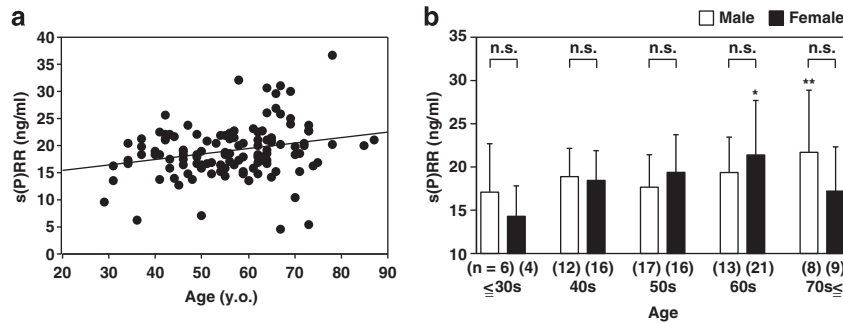 a
s(P)RR (ng/ml)
40
35
30
25
20
15
10
5
0
20 30 40 50 60 70 80 90
Age (y.o.)
b
Male Female
s(P)RR (ng/ml)
35
30
25
20
15
10
n.s. n.s. n.s. n.s. n.s.
* **
(n = 6) (4) (12) (16) (17) (16) (13) (21) (8) (9)
≦30s 40s 50s 60s 70s≦
Age